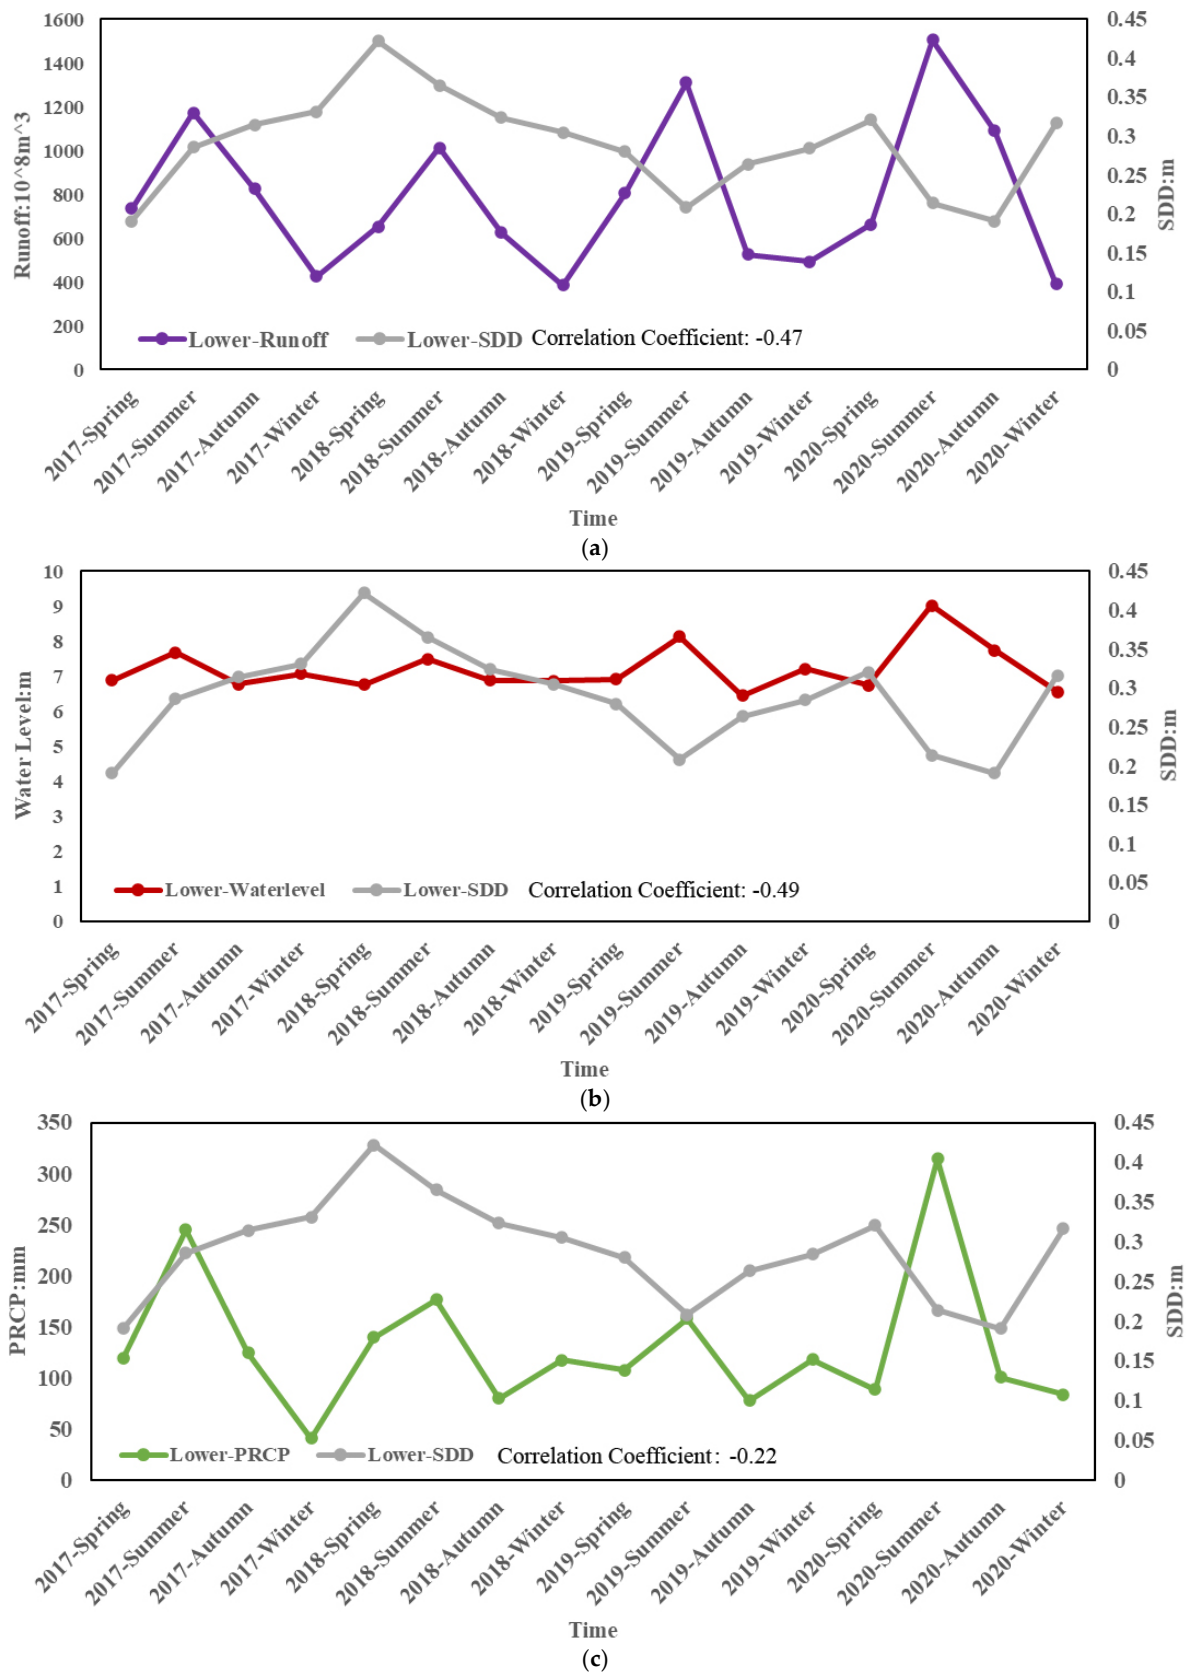 1600
1400
1200
1000
800
600
400
200
0
Runoff:10^8m^3
0.45
0.4
0.35
0.3
0.25
0.2
0.15
0.1
0.05
0
SDD:m
Lower-Runoff Lower-SDD Correlation Coefficient: -0.47
2017-Spring
2017-Summer
2017-Autumn
2017-Winter
2018-Spring
2018-Summer
2018-Autumn
2018-Winter
2019-Spring
2019-Summer
2019-Autumn
2019-Winter
2020-Spring
2020-Summer
2020-Autumn
2020-Winter
Time
(a)
10
9
8
7
6
5
4
3
2
1
0
Water Level:m
0.45
0.4
0.35
0.3
0.25
0.2
0.15
0.1
0.05
0
SDD:m
Lower-Waterlevel Lower-SDD Correlation Coefficient: -0.49
2017-Spring
2017-Summer
2017-Autumn
2017-Winter
2018-Spring
2018-Summer
2018-Autumn
2018-Winter
2019-Spring
2019-Summer
2019-Autumn
2019-Winter
2020-Spring
2020-Summer
2020-Autumn
2020-Winter
Time
(b)
350
300
250
200
150
100
50
0
PRCP:mm
0.45
0.4
0.35
0.3
0.25
0.2
0.15
0.1
0.05
0
SDD:m
Lower-PRCP Lower-SDD Correlation Coefficient: -0.22
2017-Spring
2017-Summer
2017-Autumn
2017-Winter
2018-Spring
2018-Summer
2018-Autumn
2018-Winter
2019-Spring
2019-Summer
2019-Autumn
2019-Winter
2020-Spring
2020-Summer
2020-Autumn
2020-Winter
Time
(c)